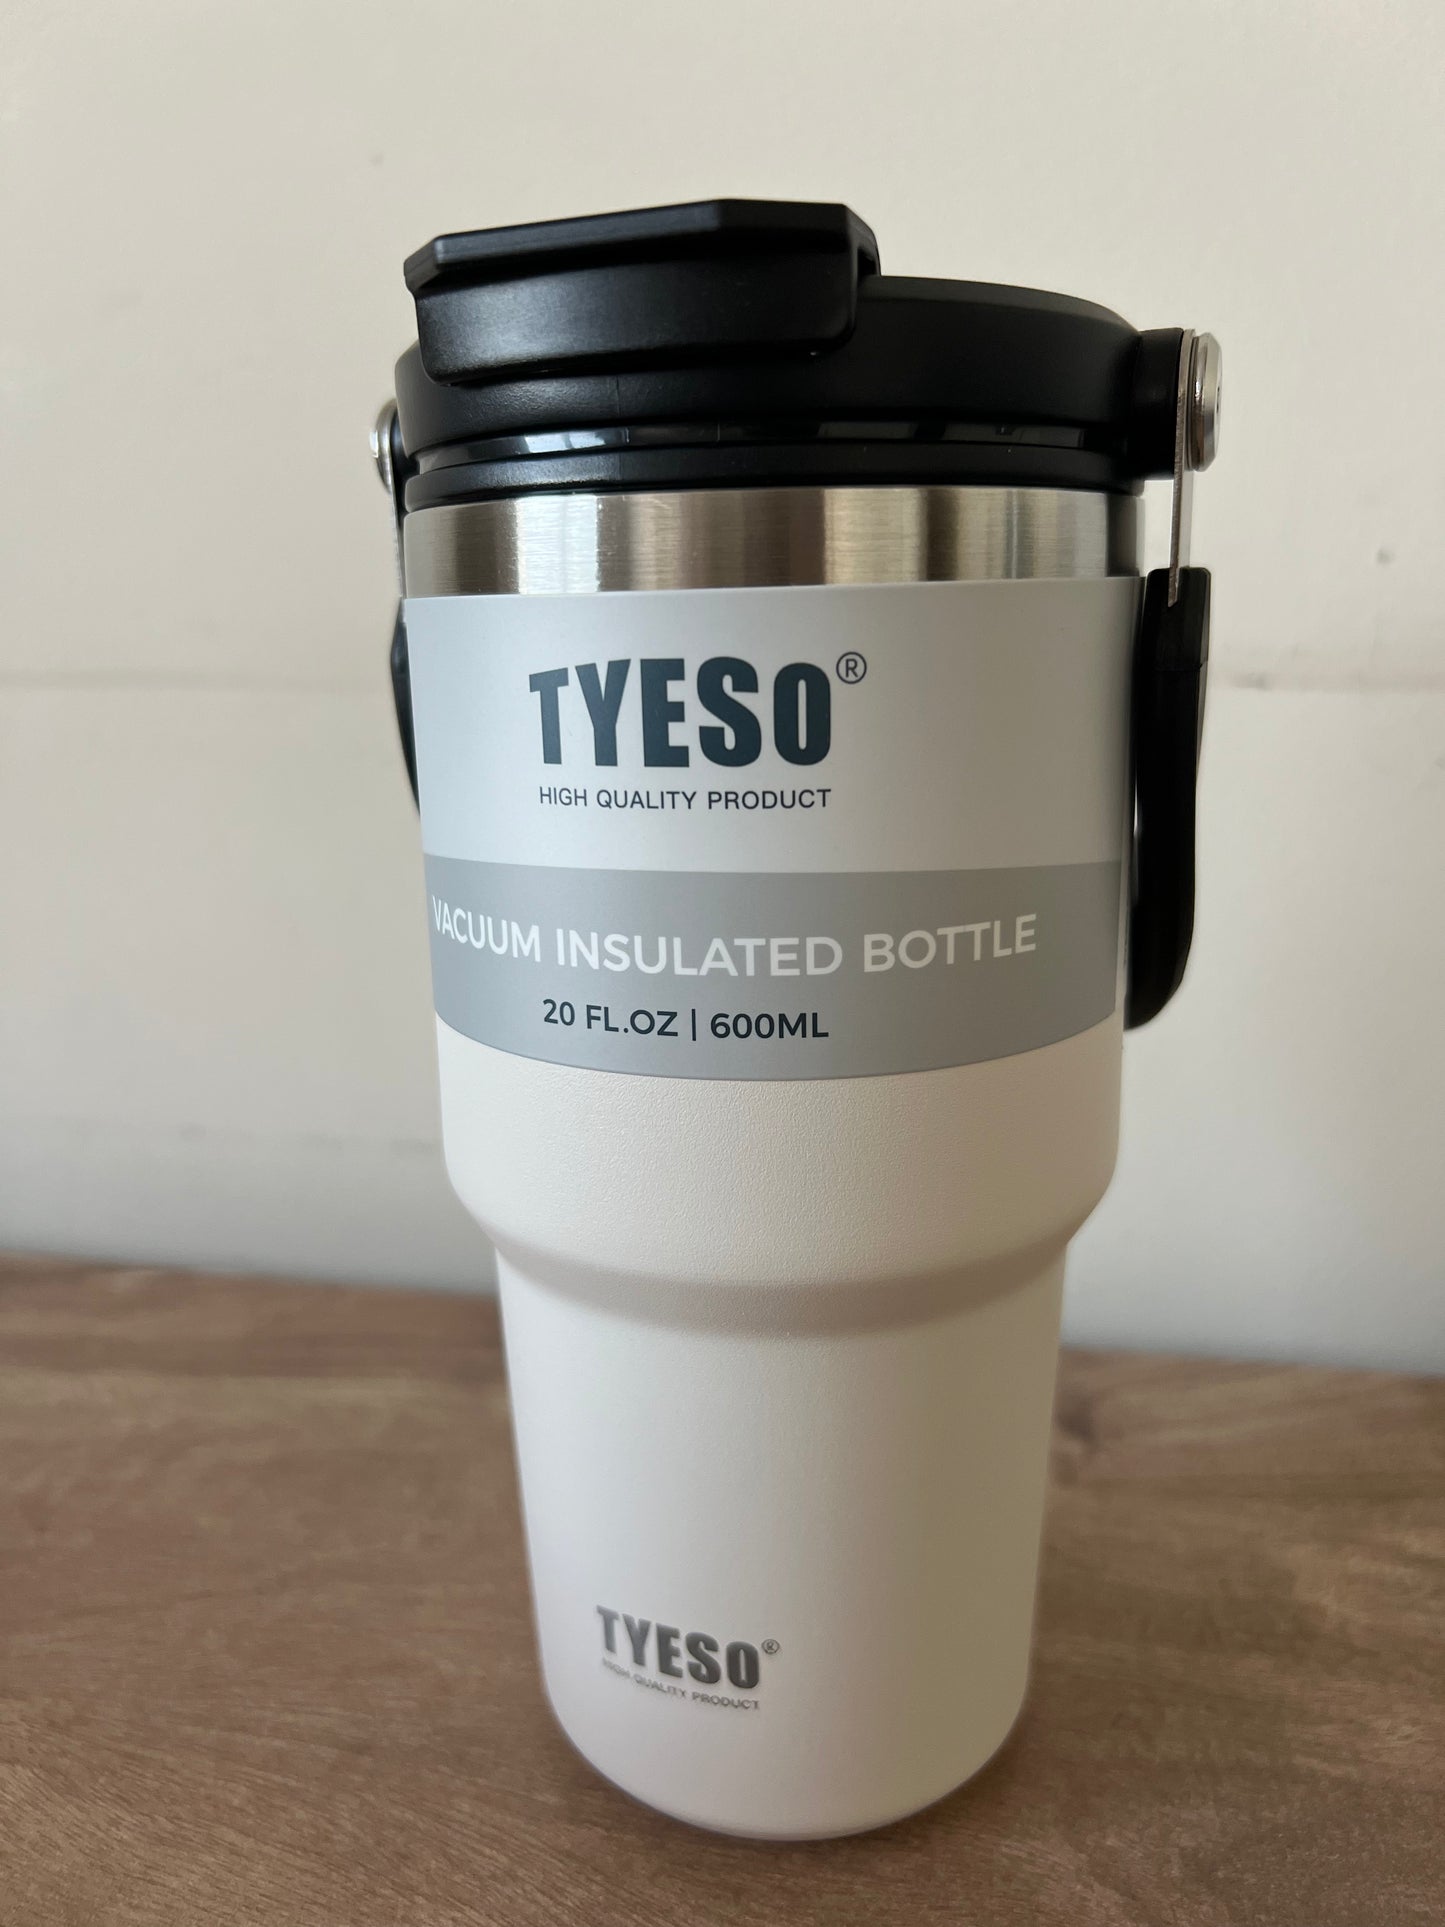 TYESO®
HIGH QUALITY PRODUCT
VACUUM INSULATED BOTTLE
20 FL.OZ | 600ML
TYESO®
HIGH QUALITY PRODUCT